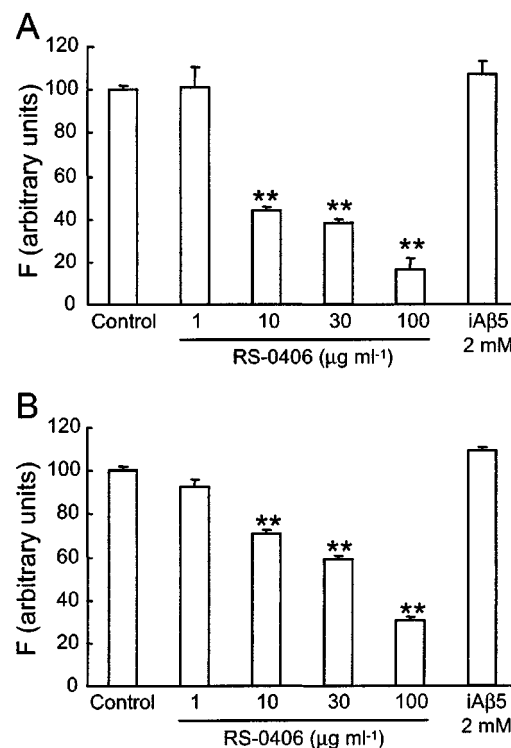 A
F (arbitrary units)
120
100
80
60
40
20
0
**
**
**
Control
1
10
30
100
iAβ5
2 mM
RS-0406 (µg ml-1)
B
F (arbitrary units)
120
100
80
60
40
20
0
**
**
**
Control
1
10
30
100
iAβ5
2 mM
RS-0406 (µg ml-1)